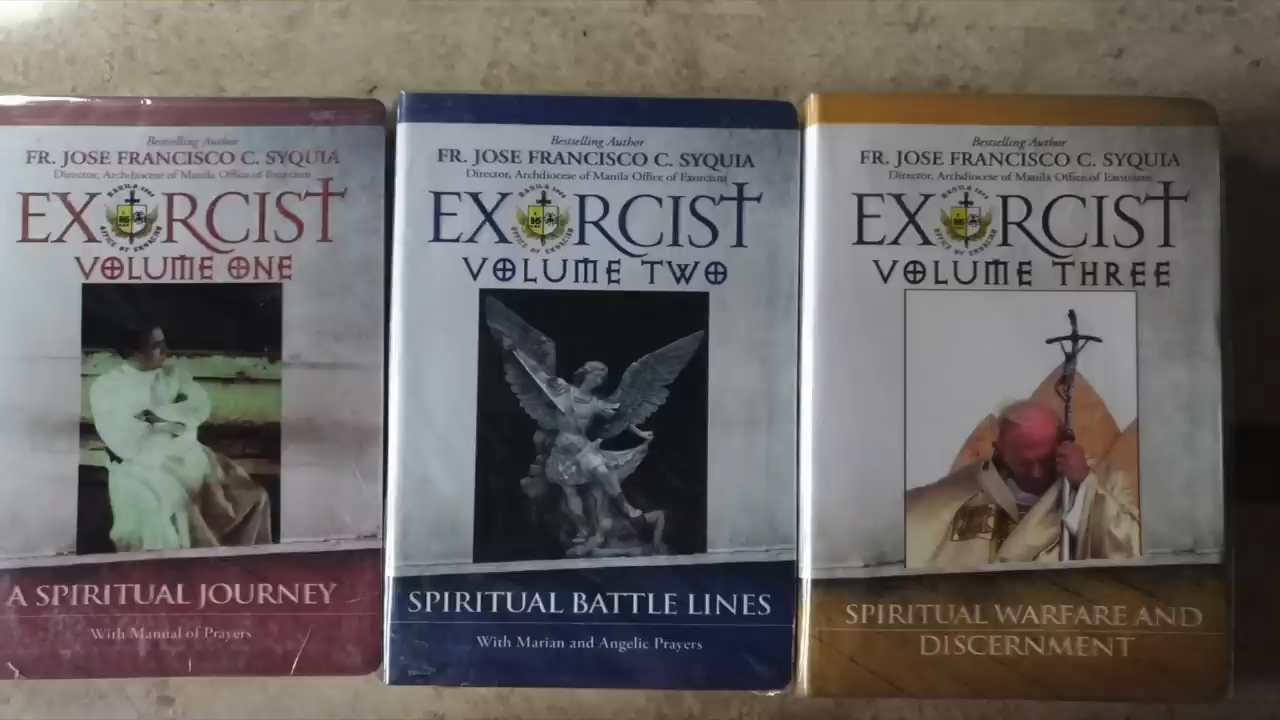 Bestselling Author
FR. JOSE FRANCISCO C. SYQUIA
Director, Archdiocese of Manila Office of Exorcism
EXORCIST
VOLUME ONE
A SPIRITUAL JOURNEY
With Manual of Prayers
Bestselling Author
FR. JOSE FRANCISCO C. SYQUIA
Director, Archdiocese of Manila Office of Exorcism
EXORCIST
VOLUME TWO
SPIRITUAL BATTLE LINES
With Marian and Angelic Prayers
Bestselling Author
FR. JOSE FRANCISCO C. SYQUIA
Director, Archdiocese of Manila Office of Exorcism
EXORCIST
VOLUME THREE
SPIRITUAL WARFARE AND
DISCERNMENT